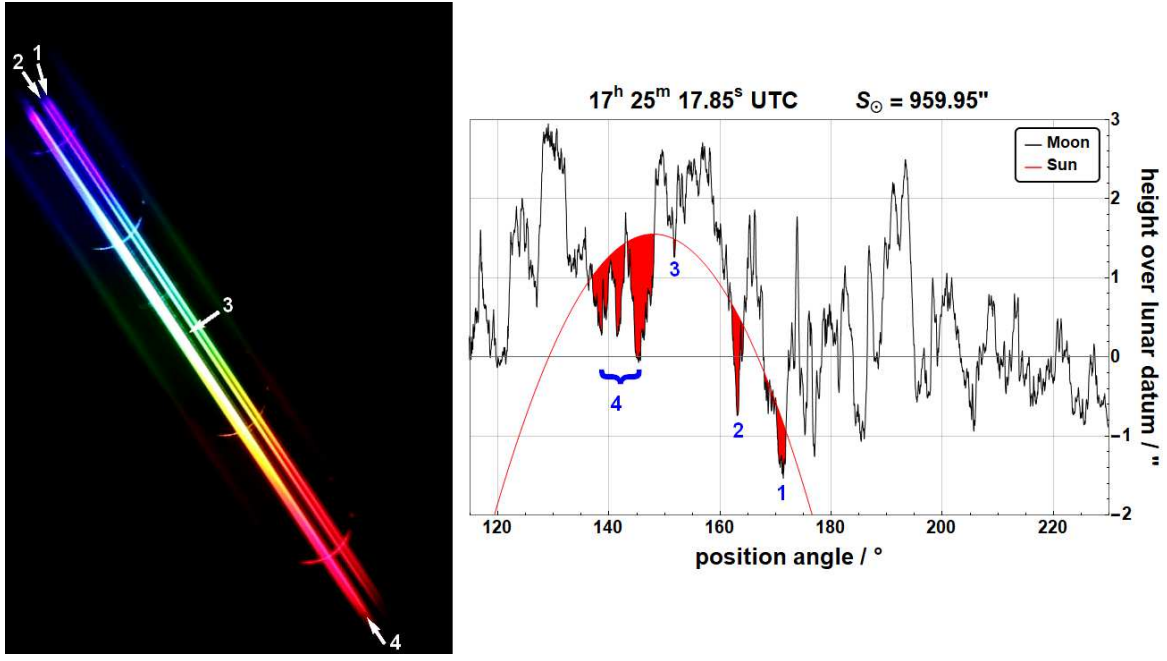 2 1
3
4
17h 25m 17.85s UTC S☉ = 959.95"
Moon
Sun
3
2
1
0
−1
−2
height over lunar datum / "
3
4
2
1
120 140 160 180 200 220
position angle / °